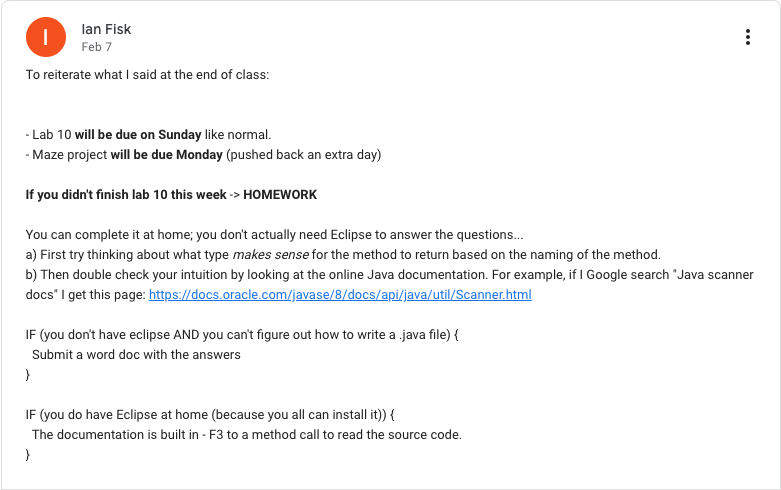 I
Ian Fisk
Feb 7
To reiterate what I said at the end of class:
- Lab 10 will be due on Sunday like normal.
- Maze project will be due Monday (pushed back an extra day)
If you didn't finish lab 10 this week -> HOMEWORK
You can complete it at home; you don't actually need Eclipse to answer the questions...
a) First try thinking about what type makes sense for the method to return based on the naming of the method.
b) Then double check your intuition by looking at the online Java documentation. For example, if I Google search "Java scanner
docs" I get this page: https://docs.oracle.com/javase/8/docs/api/java/util/Scanner.html
IF (you don't have eclipse AND you can't figure out how to write a .java file) {
Submit a word doc with the answers
}
IF (you do have Eclipse at home (because you all can install it)) {
The documentation is built in - F3 to a method call to read the source code.
}